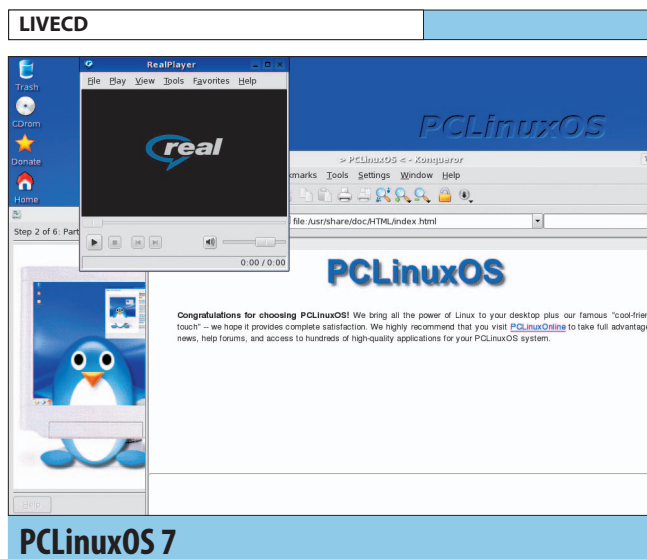 LIVECD
RealPlayer
File Play View Tools Favorites Help
real
0:00 / 0:00
Trash
CDrom
Donate
Home
PCLinuxOS
> PCLinuxOS < - Konqueror
Tools Settings Window Help
file:/usr/share/doc/HTML/index.html
Step 2 of 6: Part
PCLinuxOS
Congratulations for choosing PCLinuxOS! We bring all the power of Linux to your desktop plus our famous "cool-frien
touch" – we hope it provides complete satisfaction. We highly recommend that you visit PCLinuxOnline to take full advantage
news, help forums, and access to hundreds of high-quality applications for your PCLinuxOS system.
Help
PCLinuxOS 7